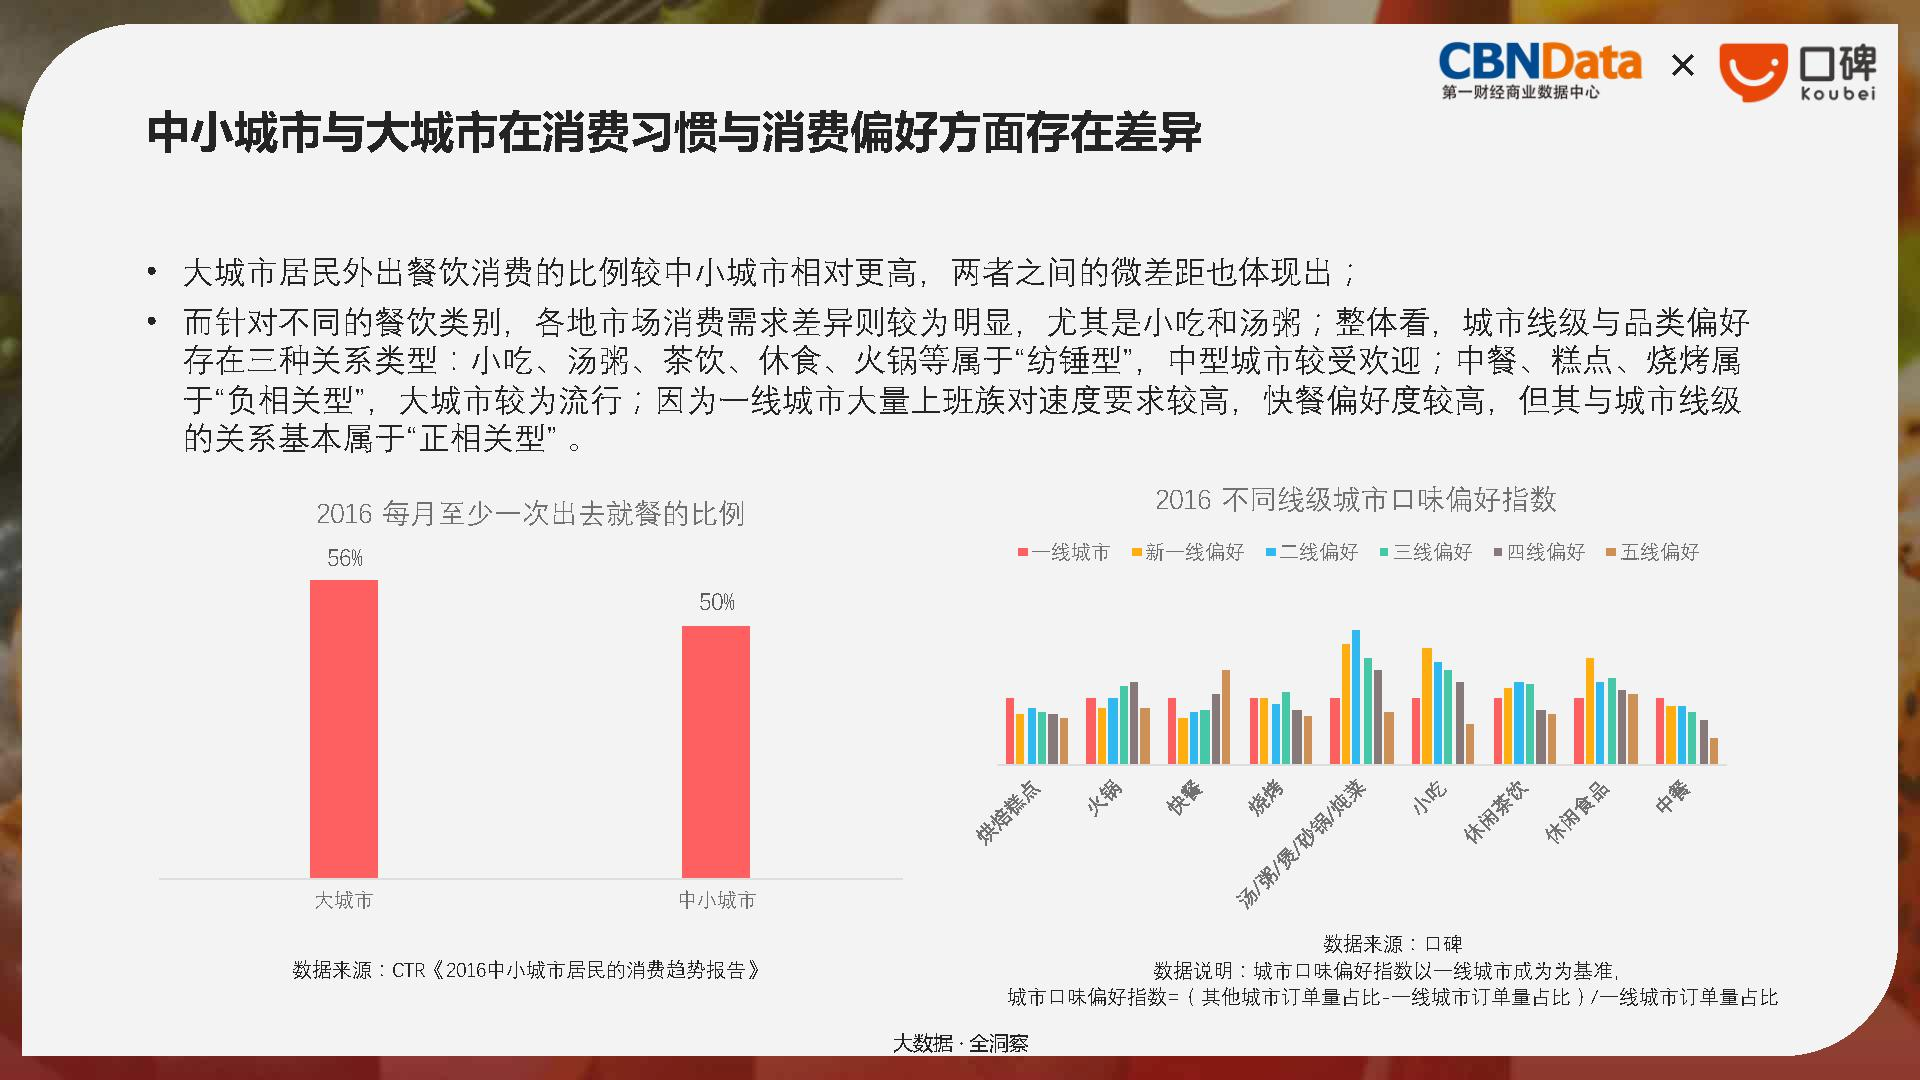 CBNData
第一财经商业数据中心
×
口碑
Koubei
中小城市与大城市在消费习惯与消费偏好方面存在差异
• 大城市居民外出餐饮消费的比例较中小城市相对更高，两者之间的微差距也体现出；
• 而针对不同的餐饮类别，各地市场消费需求差异则较为明显，尤其是小吃和汤粥；整体看，城市线级与品类偏好
存在三种关系类型：小吃、汤粥、茶饮、休食、火锅等属于“纺锤型”，中型城市较受欢迎；中餐、糕点、烧烤属
于“负相关型”，大城市较为流行；因为一线城市大量上班族对速度要求较高，快餐偏好度较高，但其与城市线级
的关系基本属于“正相关型”。
2016 每月至少一次出去就餐的比例
56%
50%
大城市
中小城市
数据来源：CTR《2016中小城市居民的消费趋势报告》
2016 不同线级城市口味偏好指数
一线城市 新一线偏好 二线偏好 三线偏好 四线偏好 五线偏好
烘焙糕点
火锅
快餐
烧烤
汤/粥/煲/砂锅/炖菜
小吃
休闲茶饮
休闲食品
中餐
数据来源：口碑
数据说明：城市口味偏好指数以一线城市成为为基准，
城市口味偏好指数=（其他城市订单量占比-一线城市订单量占比）/一线城市订单量占比
大数据·全洞察